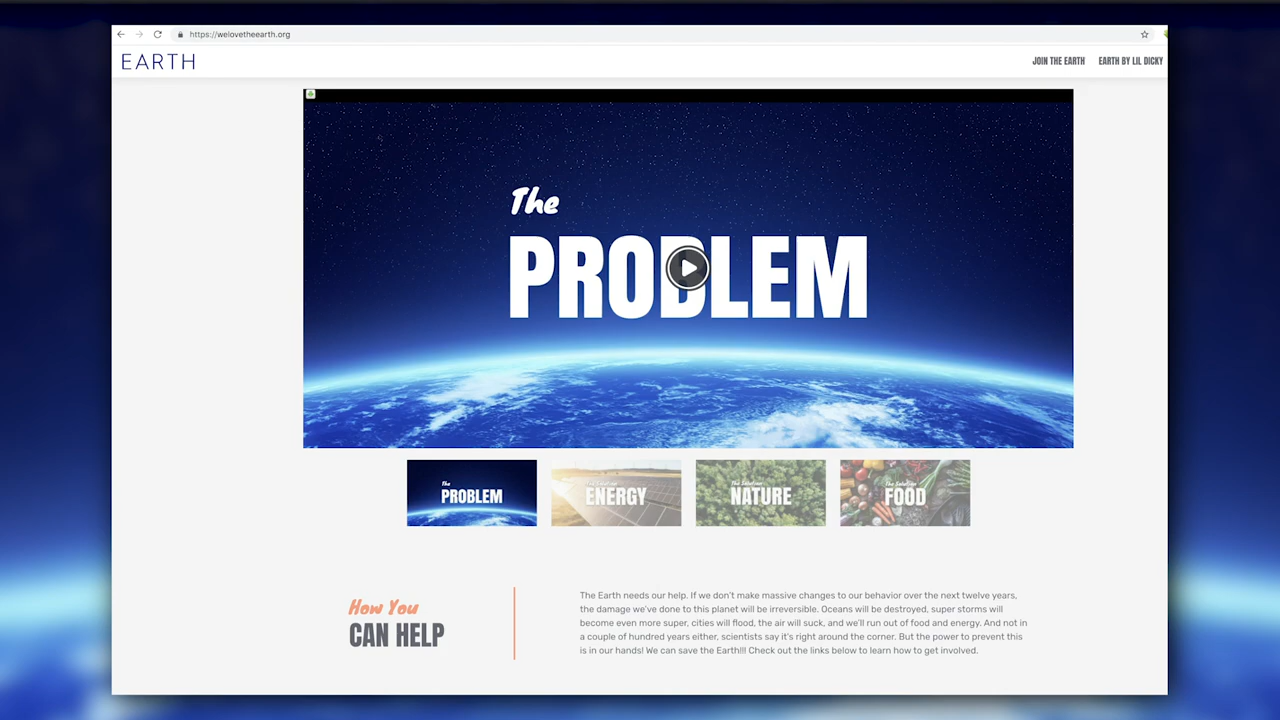 https://welovetheearth.org
EARTH
JOIN THE EARTH
EARTH BY LIL DICKY
The
PROBLEM
The
PROBLEM
The Solution
ENERGY
The Solution
NATURE
The Solution
FOOD
How You
CAN HELP
The Earth needs our help. If we don't make massive changes to our behavior over the next twelve years,
the damage we've done to this planet will be irreversible. Oceans will be destroyed, super storms will
become even more super, cities will flood, the air will suck, and we'll run out of food and energy. And not in
a couple of hundred years either, scientists say it's right around the corner. But the power to prevent this
is in our hands! We can save the Earth!!! Check out the links below to learn how to get involved.